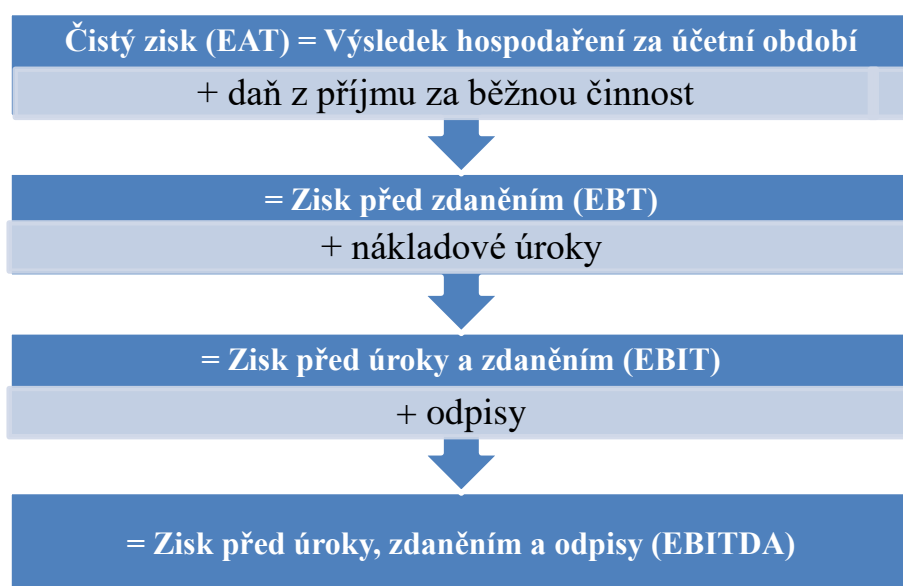 Čistý zisk (EAT) = Výsledek hospodaření za účetní období
+ daň z příjmu za běžnou činnost
= Zisk před zdaněním (EBT)
+ nákladové úroky
= Zisk před úroky a zdaněním (EBIT)
+ odpisy
= Zisk před úroky, zdaněním a odpisy (EBITDA)